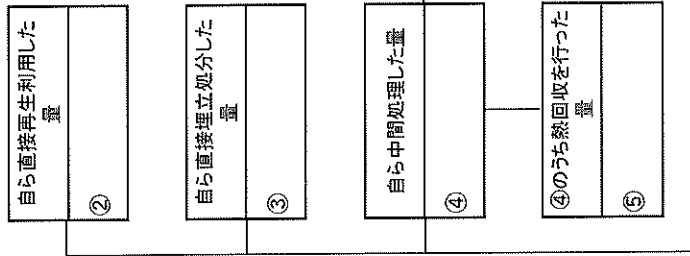 自ら直接再生利用した
量
②
自ら直接埋立処分した
量
③
自ら中間処理した量
④
④のうち熱回収を行った
量
⑤